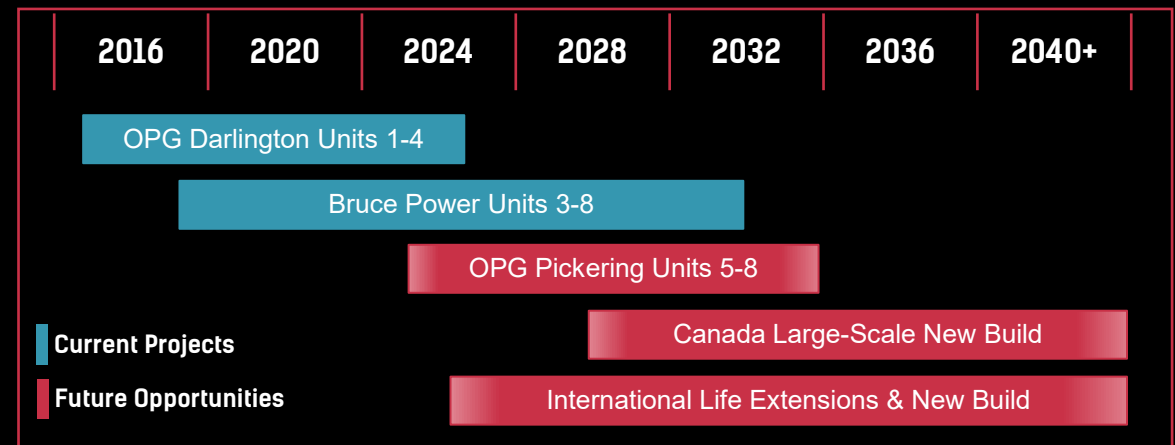 2016 2020 2024 2028 2032 2036 2040+
OPG Darlington Units 1-4
Bruce Power Units 3-8
OPG Pickering Units 5-8
Canada Large-Scale New Build
Current Projects
International Life Extensions & New Build
Future Opportunities